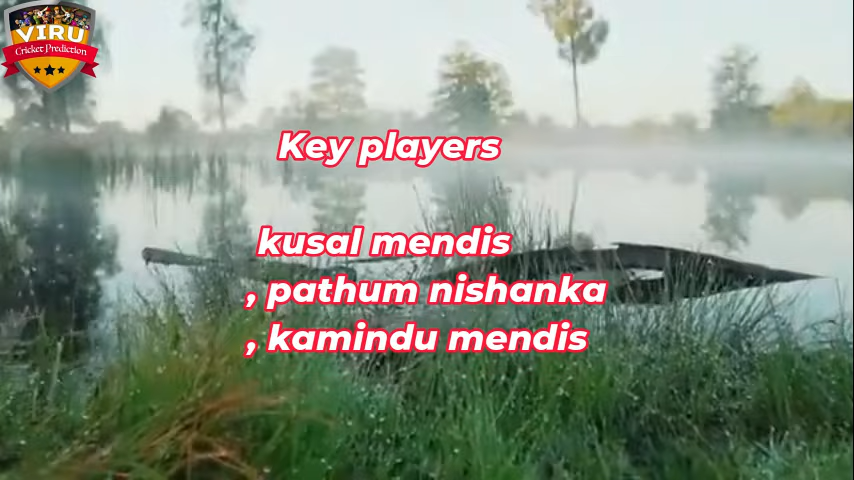 VIRU
Cricket Prediction
Key players
kusal mendis
, pathum nishanka
, kamindu mendis